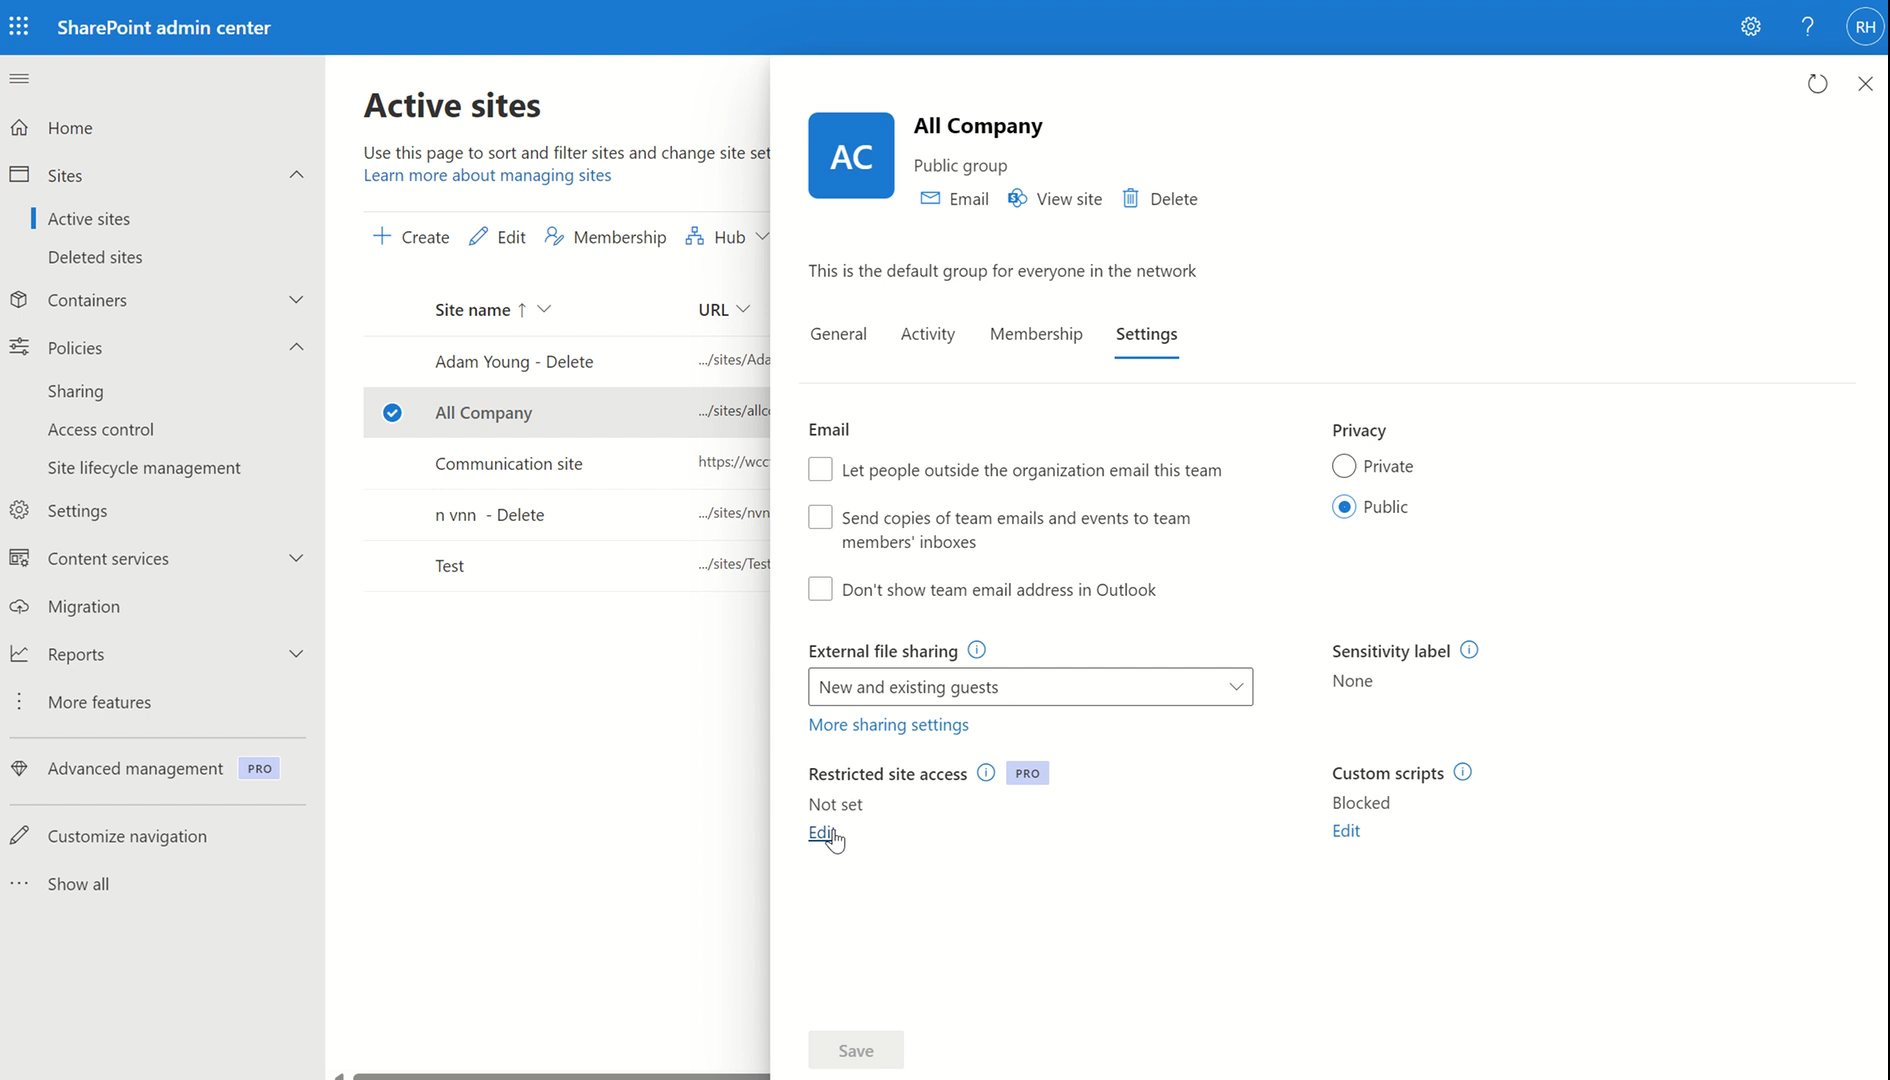 SharePoint admin center
RH
Home
Sites
Active sites
Deleted sites
Containers
Policies
Sharing
Access control
Site lifecycle management
Settings
Content services
Migration
Reports
More features
Advanced management PRO
Customize navigation
Show all
Active sites
Use this page to sort and filter sites and change site set
Learn more about managing sites
Create Edit Membership Hub
Site name ↑ URL
Adam Young - Delete .../sites/Ada
All Company .../sites/allco
Communication site https://wcc
n vnn - Delete .../sites/nvn
Test .../sites/Test
AC
All Company
Public group
Email View site Delete
This is the default group for everyone in the network
General Activity Membership Settings
Email
Let people outside the organization email this team
Send copies of team emails and events to team
members' inboxes
Don't show team email address in Outlook
Privacy
Private
Public
External file sharing
New and existing guests
More sharing settings
Sensitivity label
None
Restricted site access PRO
Not set
Edit
Custom scripts
Blocked
Edit
Save